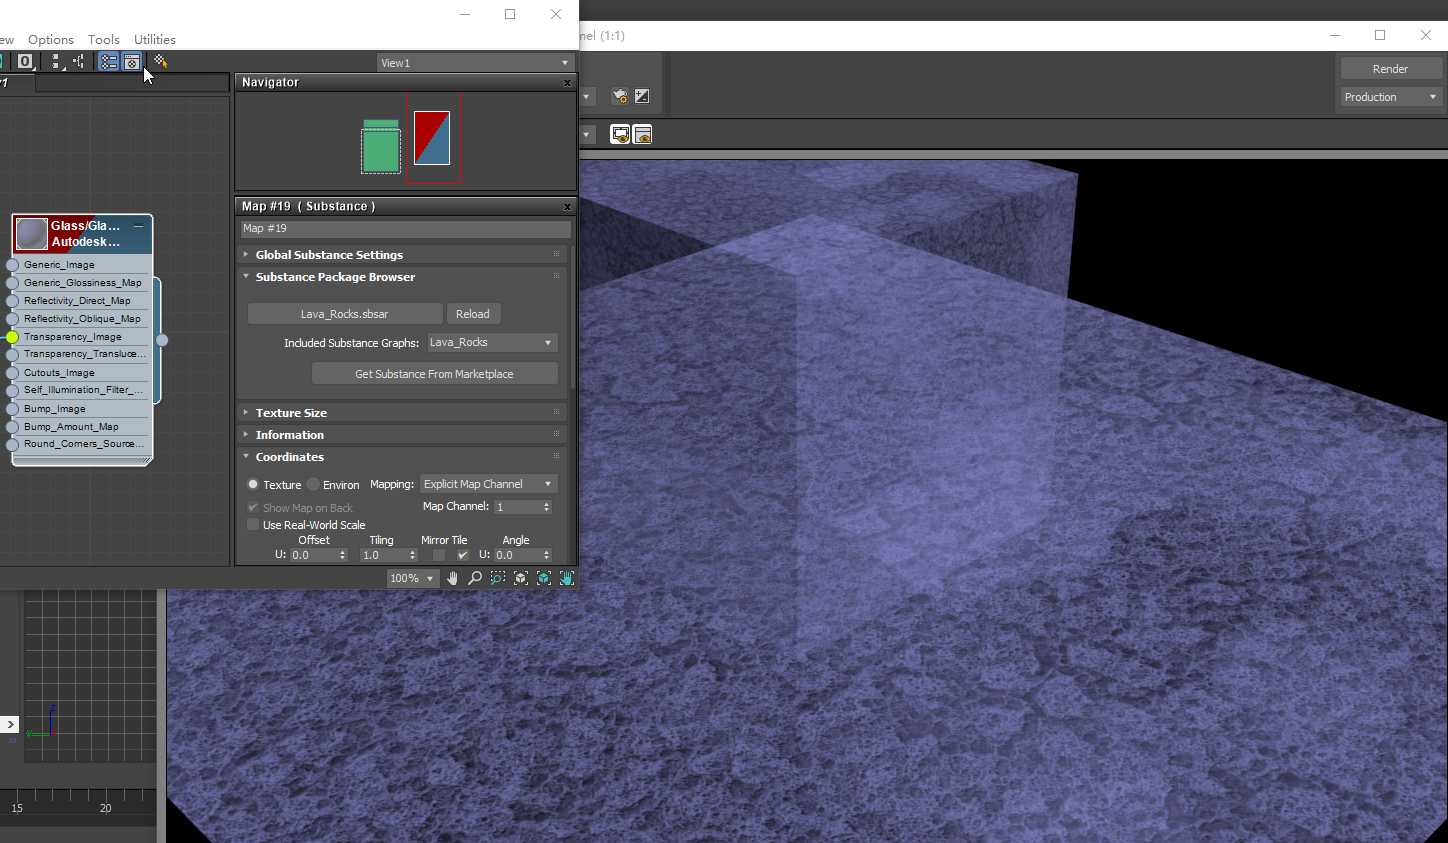 ew Options Tools Utilities
nel (1:1)
0
View1
Render
Production
Navigator
Map #19 ( Substance )
Map #19
Global Substance Settings
Substance Package Browser
Lava_Rocks.sbsar
Reload
Included Substance Graphs:
Lava_Rocks
Get Substance From Marketplace
Texture Size
Information
Coordinates
Texture Environ Mapping: Explicit Map Channel
Show Map on Back Map Channel: 1
Use Real-World Scale
Offset Tiling Mirror Tile Angle
U: 0.0 1.0 U: 0.0
100%
Glass/Gla...
Autodesk...
Generic_Image
Generic_Glossiness_Map
Reflectivity_Direct_Map
Reflectivity_Oblique_Map
Transparency_Image
Transparency_Transluce...
Cutouts_Image
Self_Illumination_Filter_...
Bump_Image
Bump_Amount_Map
Round_Corners_Source...
z
y
15 20